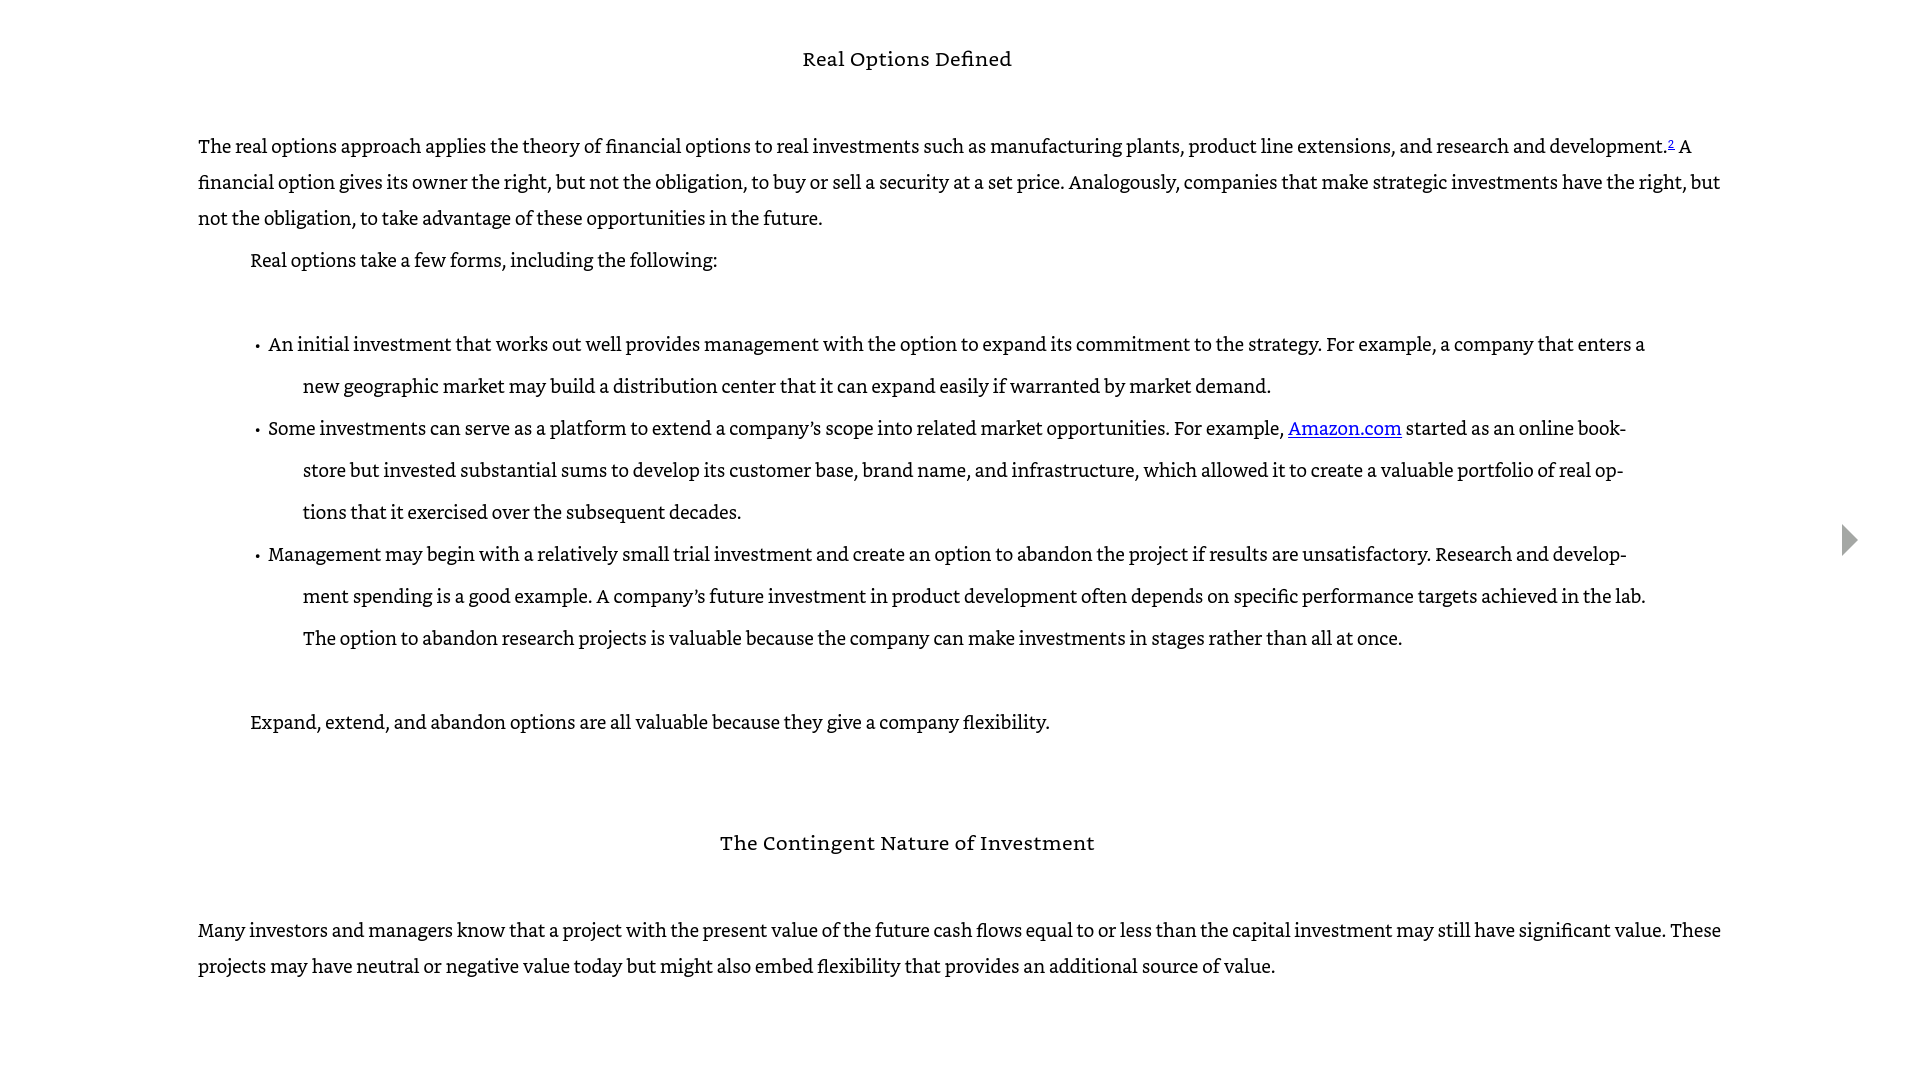 Real Options Defined
The real options approach applies the theory of financial options to real investments such as manufacturing plants, product line extensions, and research and development.2 A
financial option gives its owner the right, but not the obligation, to buy or sell a security at a set price. Analogously, companies that make strategic investments have the right, but
not the obligation, to take advantage of these opportunities in the future.
Real options take a few forms, including the following:
• An initial investment that works out well provides management with the option to expand its commitment to the strategy. For example, a company that enters a
new geographic market may build a distribution center that it can expand easily if warranted by market demand.
• Some investments can serve as a platform to extend a company’s scope into related market opportunities. For example, Amazon.com started as an online book-
store but invested substantial sums to develop its customer base, brand name, and infrastructure, which allowed it to create a valuable portfolio of real op-
tions that it exercised over the subsequent decades.
• Management may begin with a relatively small trial investment and create an option to abandon the project if results are unsatisfactory. Research and develop-
ment spending is a good example. A company’s future investment in product development often depends on specific performance targets achieved in the lab.
The option to abandon research projects is valuable because the company can make investments in stages rather than all at once.
Expand, extend, and abandon options are all valuable because they give a company flexibility.
The Contingent Nature of Investment
Many investors and managers know that a project with the present value of the future cash flows equal to or less than the capital investment may still have significant value. These
projects may have neutral or negative value today but might also embed flexibility that provides an additional source of value.